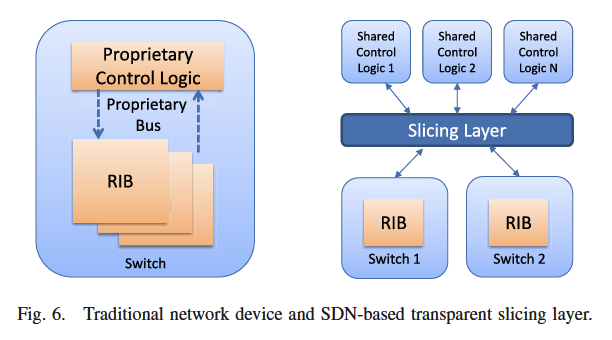 Proprietary
Control Logic
Proprietary
Bus
RIB
Switch
Shared
Control
Logic 1
Shared
Control
Logic 2
Shared
Control
Logic N
Slicing Layer
RIB
Switch 1
RIB
Switch 2
Fig. 6. Traditional network device and SDN-based transparent slicing layer.